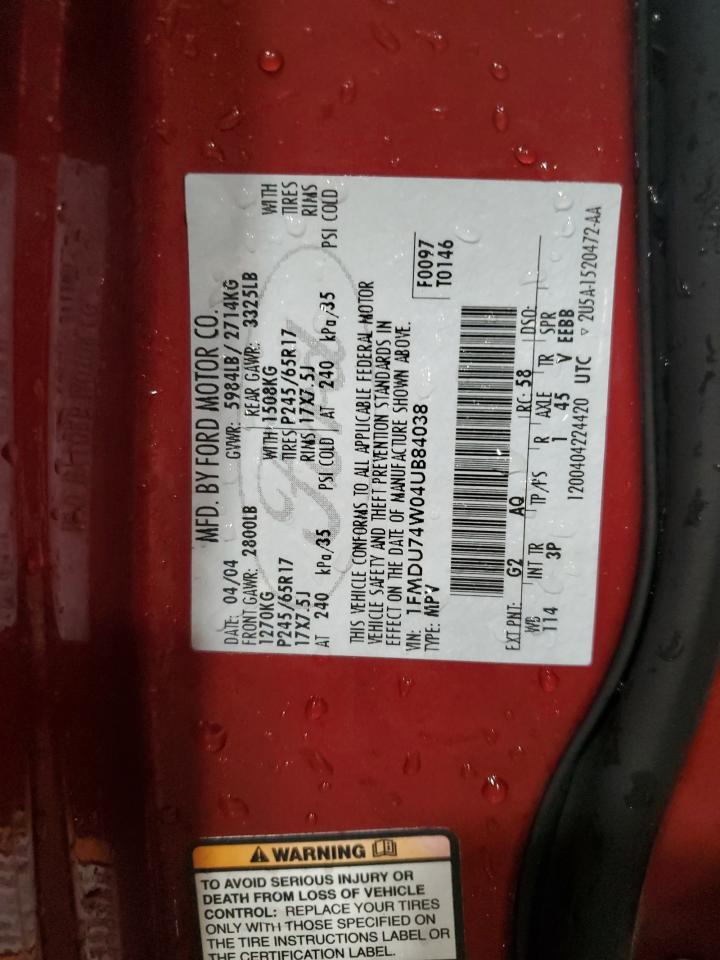 MFD. BY FORD MOTOR CO.
DATE: 04/04 GVWR: 5984LB/ 2714KG
FRONT GAWR: 2800LB REAR GAWR: 3325LB
1270KG WITH 1508KG WITH
P245/65R17 TIRES P245/65R17 TIRES
17X7.5J RIMS 17X7.5J RIMS
AT 240 kPa/35 PSI COLD AT 240 kPa/35 PSI COLD
THIS VEHICLE CONFORMS TO ALL APPLICABLE FEDERAL MOTOR
VEHICLE SAFETY AND THEFT PREVENTION STANDARDS IN
EFFECT ON THE DATE OF MANUFACTURE SHOWN ABOVE.
VIN: 1FMDU74W04UB84038
TYPE: MPV
F0097
T0146
EXT PNT: G2 AQ RC: 58 DSO:
WB INT TR TP/PS R AXLE TR SPR
114 3P 1 45 V EEBB
1200404224420 UTC ▽ 2U5A-1520472-AA
Ford
WARNING
TO AVOID SERIOUS INJURY OR
DEATH FROM LOSS OF VEHICLE
CONTROL: REPLACE YOUR TIRES
ONLY WITH THOSE SPECIFIED ON
THE TIRE INSTRUCTIONS LABEL OR
THE CERTIFICATION LABEL.